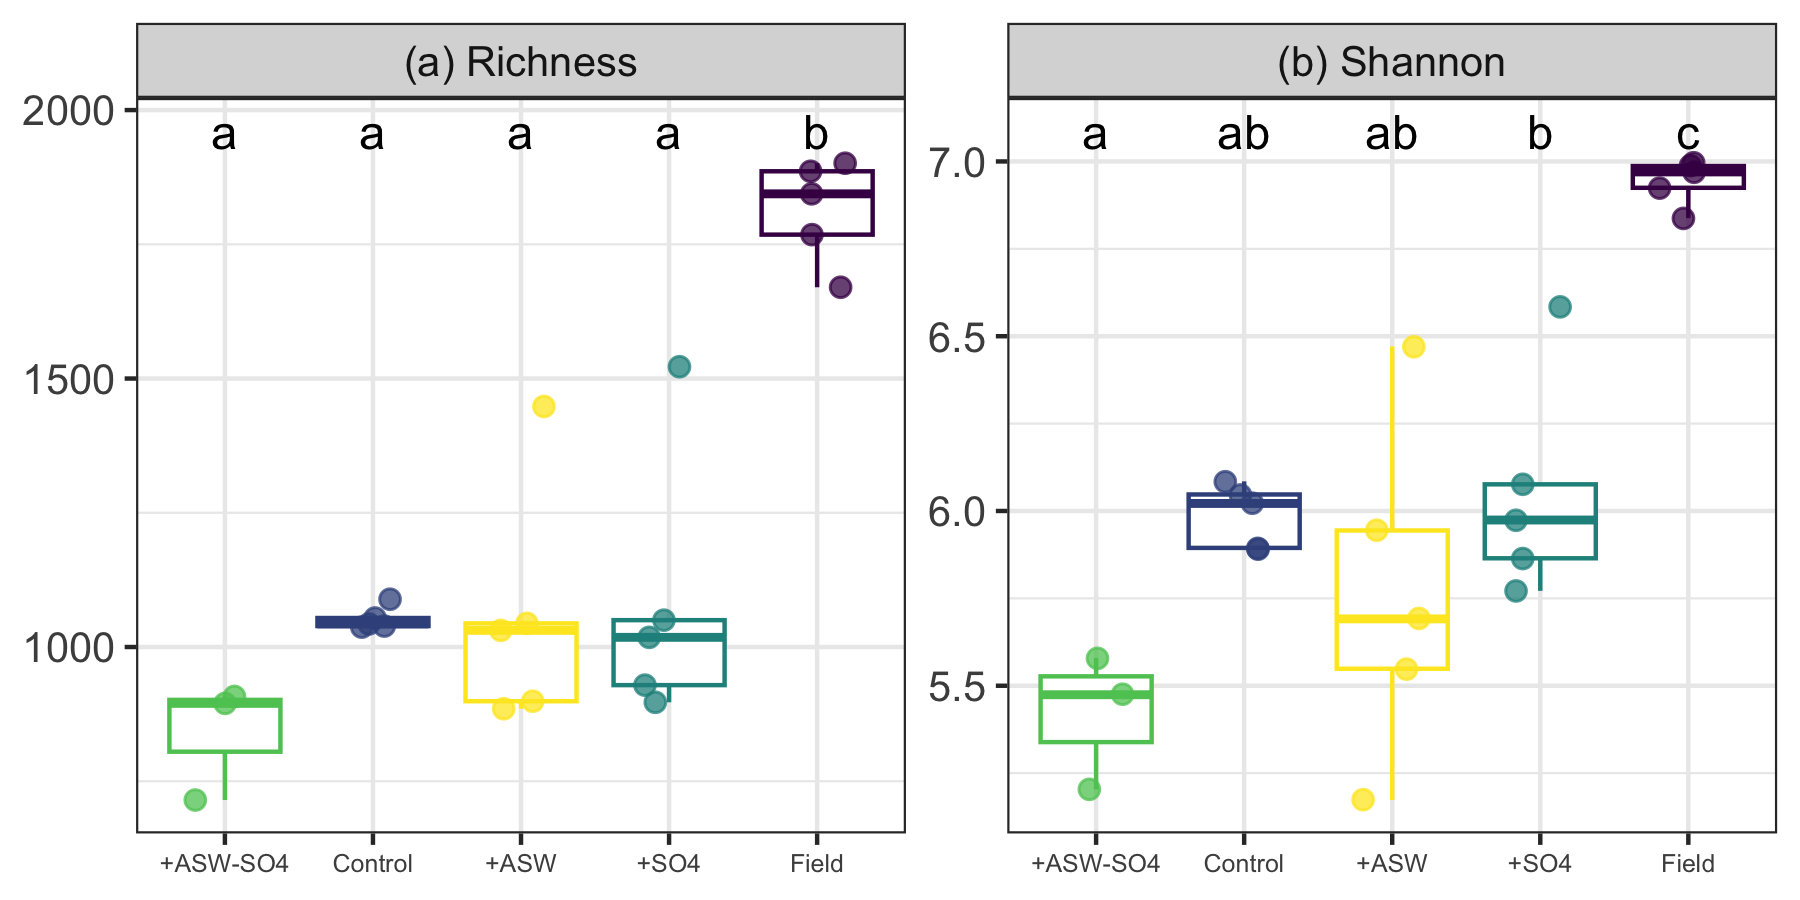 (a) Richness
(b) Shannon
2000
1500
1000
a a a a b
+ASW-SO4 Control +ASW +SO4 Field
7.0
6.5
6.0
5.5
a ab ab b c
+ASW-SO4 Control +ASW +SO4 Field